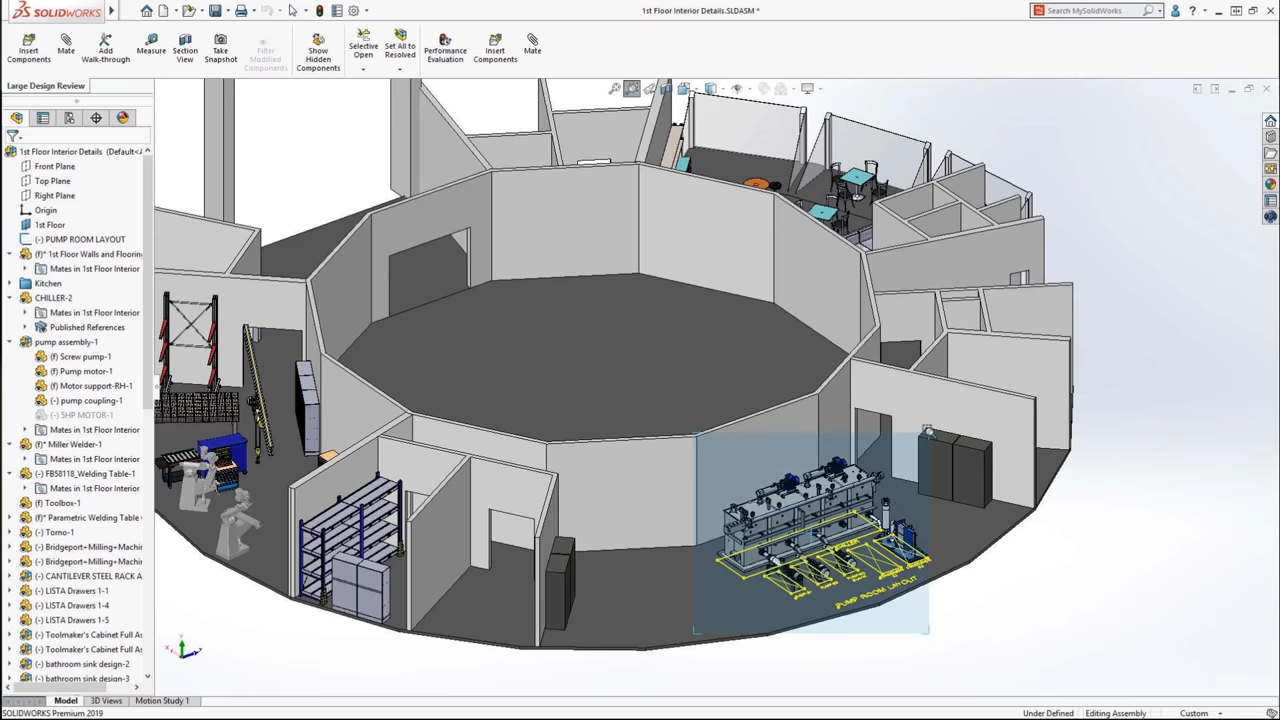 SOLIDWORKS
1st Floor Interior Details.SLDASM *
Search MySolidWorks
Insert Components
Mate
Add Walk-through
Measure
Section View
Take Snapshot
Filter Modified Components
Show Hidden Components
Selective Open
Set All to Resolved
Performance Evaluation
Insert Components
Mate
Large Design Review
1st Floor Interior Details (Default<
Front Plane
Top Plane
Right Plane
Origin
1st Floor
(-) PUMP ROOM LAYOUT
(f)* 1st Floor Walls and Flooring
Mates in 1st Floor Interior
Kitchen
CHILLER-2
Mates in 1st Floor Interior
Published References
pump assembly-1
(f) Screw pump-1
(f) Pump motor-1
(f) Motor support-RH-1
(-) pump coupling-1
(-) 5HP MOTOR-1
Mates in 1st Floor Interior
(f)* Miller Welder-1
Mates in 1st Floor Interior
(-) FB58118_Welding Table-1
Mates in 1st Floor Interior
(f) Toolbox-1
(f)* Parametric Welding Table v
(-) Torno-1
(-) Bridgeport+Milling+Machin
(-) Bridgeport+Milling+Machin
(-) CANTILEVER STEEL RACK A
(-) LISTA Drawers 1-1
(-) LISTA Drawers 1-4
(-) LISTA Drawers 1-5
(-) Toolmaker's Cabinet Full As
(-) Toolmaker's Cabinet Full As
(-) bathroom sink design-2
(-) bathroom sink design-3
PUMP ROOM LAYOUT
Model
3D Views
Motion Study 1
SOLIDWORKS Premium 2019
Under Defined
Editing Assembly
Custom